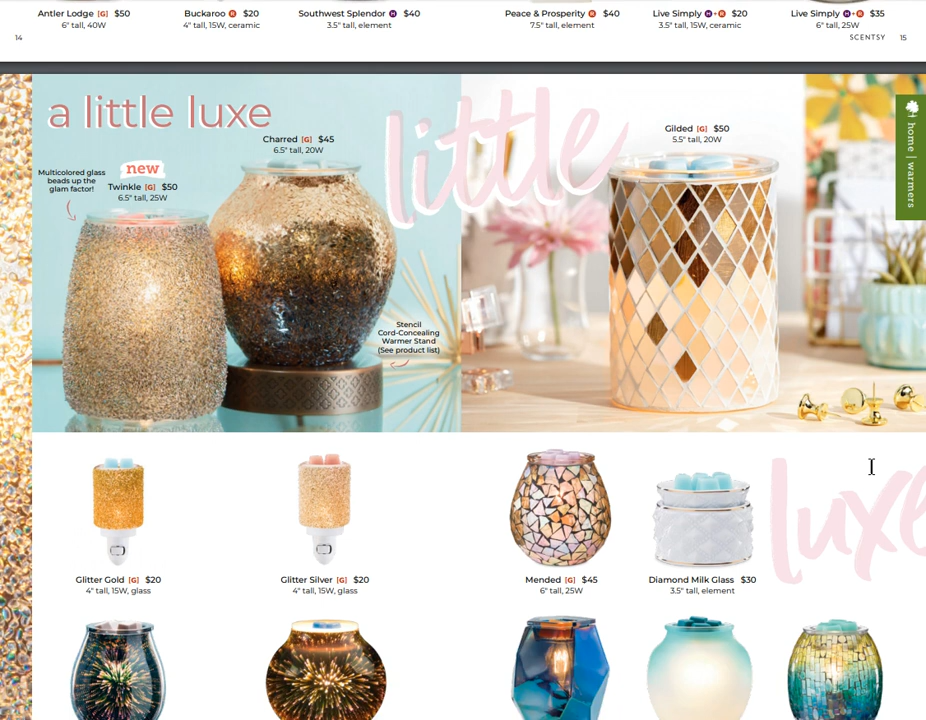 Antler Lodge [G] $50
6" tall, 40W
Buckaroo R $20
4" tall, 15W, ceramic
Southwest Splendor H $40
3.5" tall, element
Peace & Prosperity R $40
7.5" tall, element
Live Simply H + R $20
3.5" tall, 15W, ceramic
Live Simply H + R $35
6" tall, 25W
14
SCENTSY 15
a little luxe
little
Charred [G] $45
6.5" tall, 20W
Multicolored glass
beads up the
glam factor!
new
Twinkle [G] $50
6.5" tall, 25W
Gilded [G] $50
5.5" tall, 20W
home | warmers
Stencil
Cord-Concealing
Warmer Stand
(See product list)
luxe
Glitter Gold [G] $20
4" tall, 15W, glass
Glitter Silver [G] $20
4" tall, 15W, glass
Mended [G] $45
6" tall, 25W
Diamond Milk Glass $30
3.5" tall, element